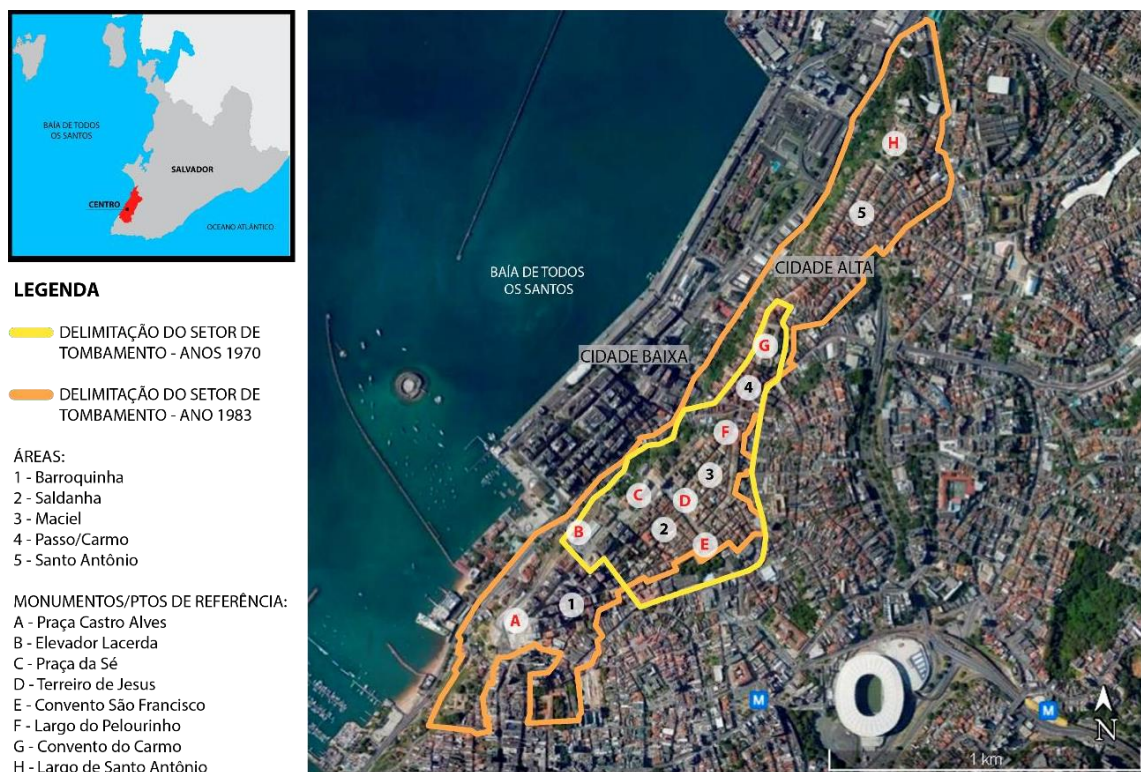 BAÍA DE TODOS
OS SANTOS
SALVADOR
CENTRO
OCEANO ATLÂNTICO
LEGENDA
DELIMITAÇÃO DO SETOR DE
TOMBAMENTO - ANOS 1970
DELIMITAÇÃO DO SETOR DE
TOMBAMENTO - ANO 1983
ÁREAS:
1 - Barroquinha
2 - Saldanha
3 - Maciel
4 - Passo/Carmo
5 - Santo Antônio
MONUMENTOS/PTOS DE REFERÊNCIA:
A - Praça Castro Alves
B - Elevador Lacerda
C - Praça da Sé
D - Terreiro de Jesus
E - Convento São Francisco
F - Largo do Pelourinho
G - Convento do Carmo
H - Largo de Santo Antônio
H
5
CIDADE ALTA
BAÍA DE TODOS
OS SANTOS
G
CIDADE BAIXA
4
F
3
C
D
B
2
E
1
A
M
M
N
1 km